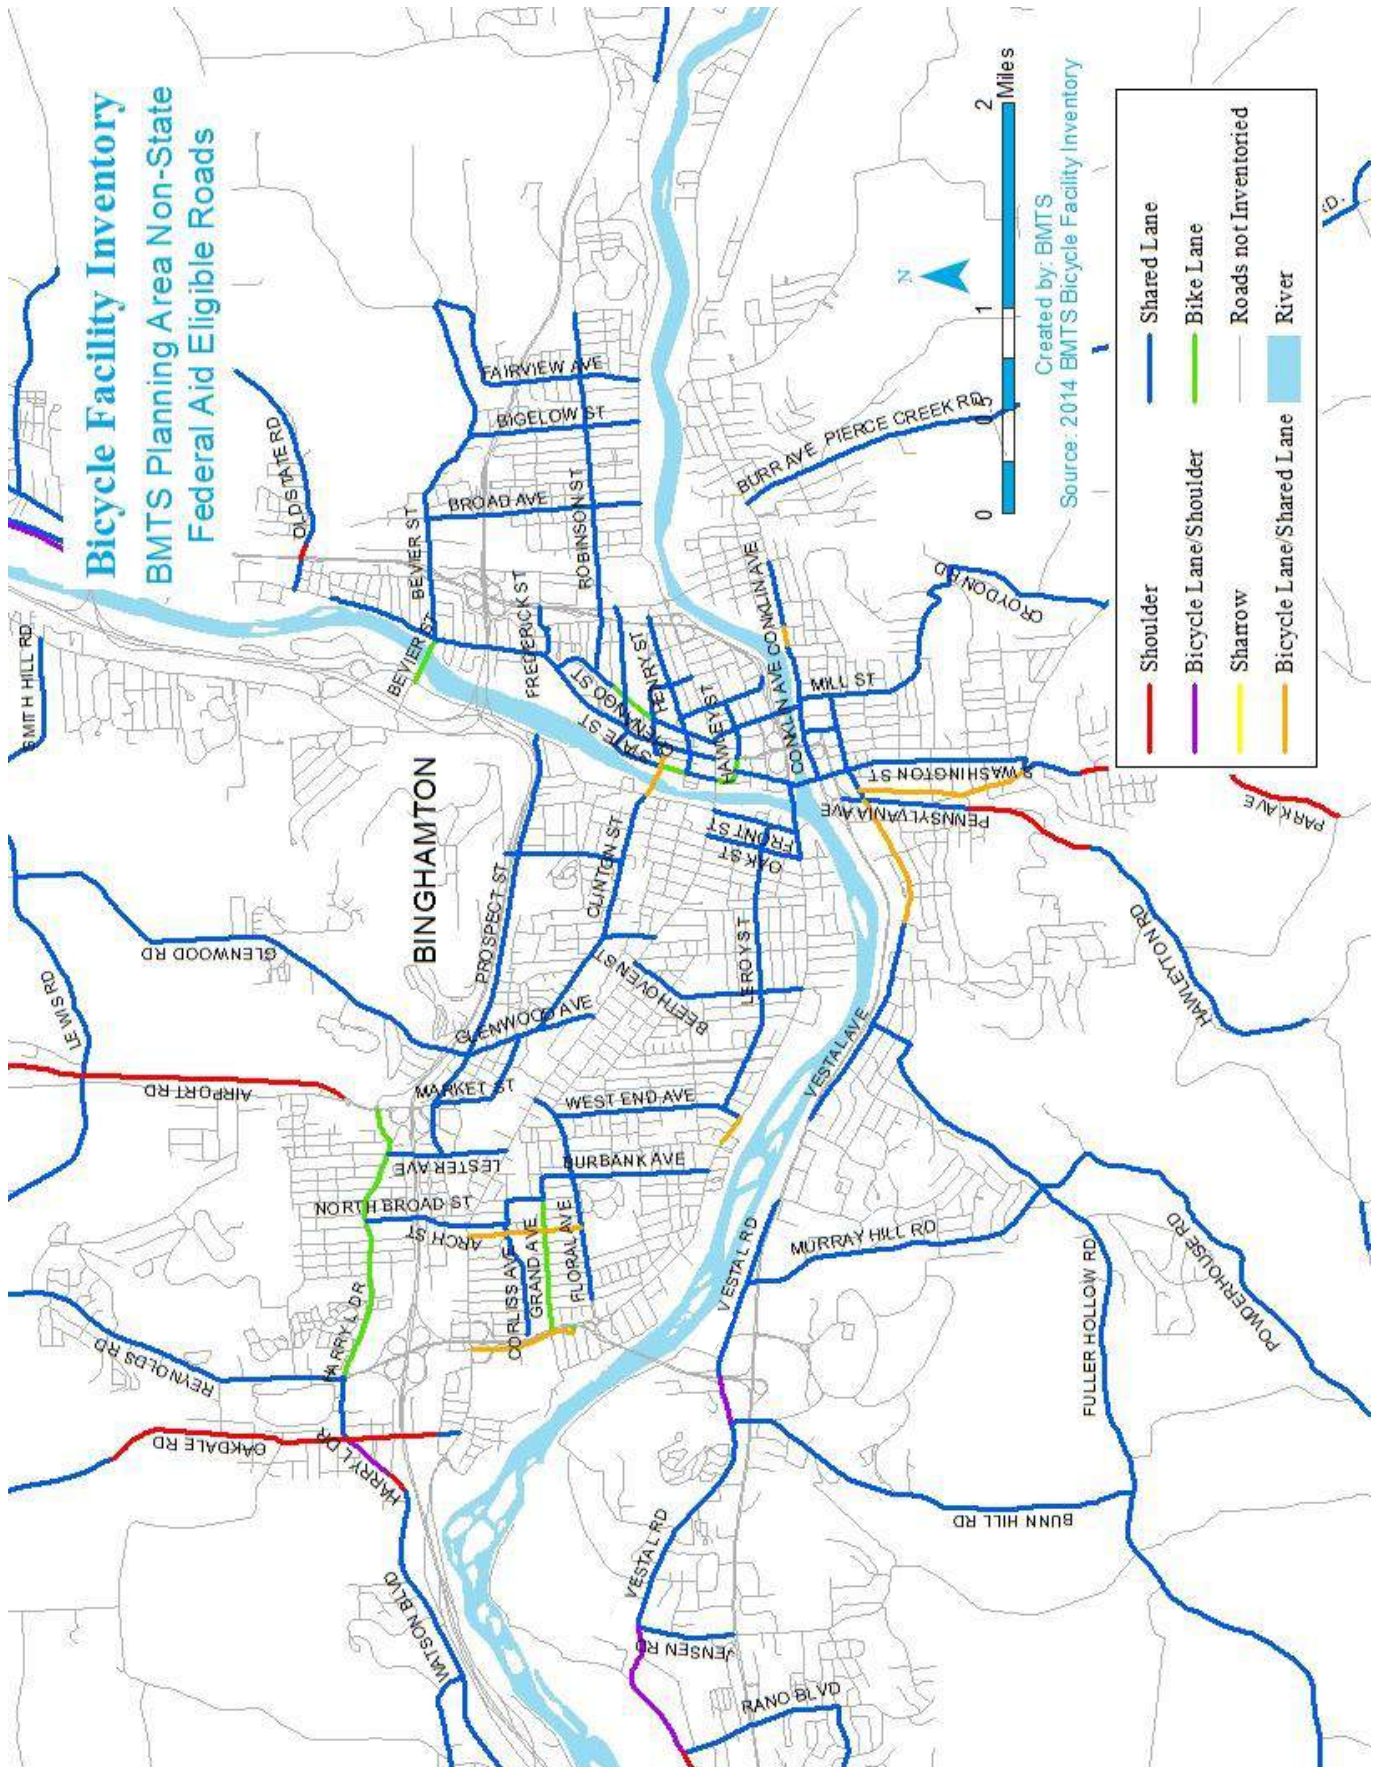 Bicycle Facility Inventory
BMTS Planning Area Non-State
Federal Aid Eligible Roads
SMITH HILL RD
OLD STATE RD
LEWIS RD
GLENWOOD RD
AIRPORT RD
REYNOLDS RD
OAKDALE RD
BINGHAMTON
BEVIER ST
BEVIER ST
BROAD AVE
BIGELOW ST
FAIRVIEW AVE
ROBINSON ST
FREDERICK ST
CHENANGO ST
STATE ST
HENRY ST
HAWLEY ST
PROSPECT ST
CLINTON ST
GLENWOOD AVE
MARKET ST
LESTER AVE
NORTH BROAD ST
ARCH ST
HARRY L DR
HARRY L DR
WATSON BLVD
CORLISS AVE
GRAND AVE
FLORAL AVE
BURBANK AVE
WEST END AVE
BEETHOVEN ST
LEROY ST
OAK ST
FRONT ST
CONKLIN AVE
CONKLIN AVE
MILL ST
BURR AVE
PIERCE CREEK RD
CROYDON RD
S WASHINGTON ST
PENNSYLVANIA AVE
PARK AVE
HAWLEYTON RD
VESTAL AVE
VESTAL RD
VESTAL RD
MURRAY HILL RD
FULLER HOLLOW RD
POWDERHOUSE RD
BUNN HILL RD
JENSEN RD
RANO BLVD
RD.
N
0 0.5 1 2
Miles
Created by: BMTS
Source: 2014 BMTS Bicycle Facility Inventory
Shoulder
Bicycle Lane/Shoulder
Sharrow
Bicycle Lane/Shared Lane
Shared Lane
Bike Lane
Roads not Inventoried
River